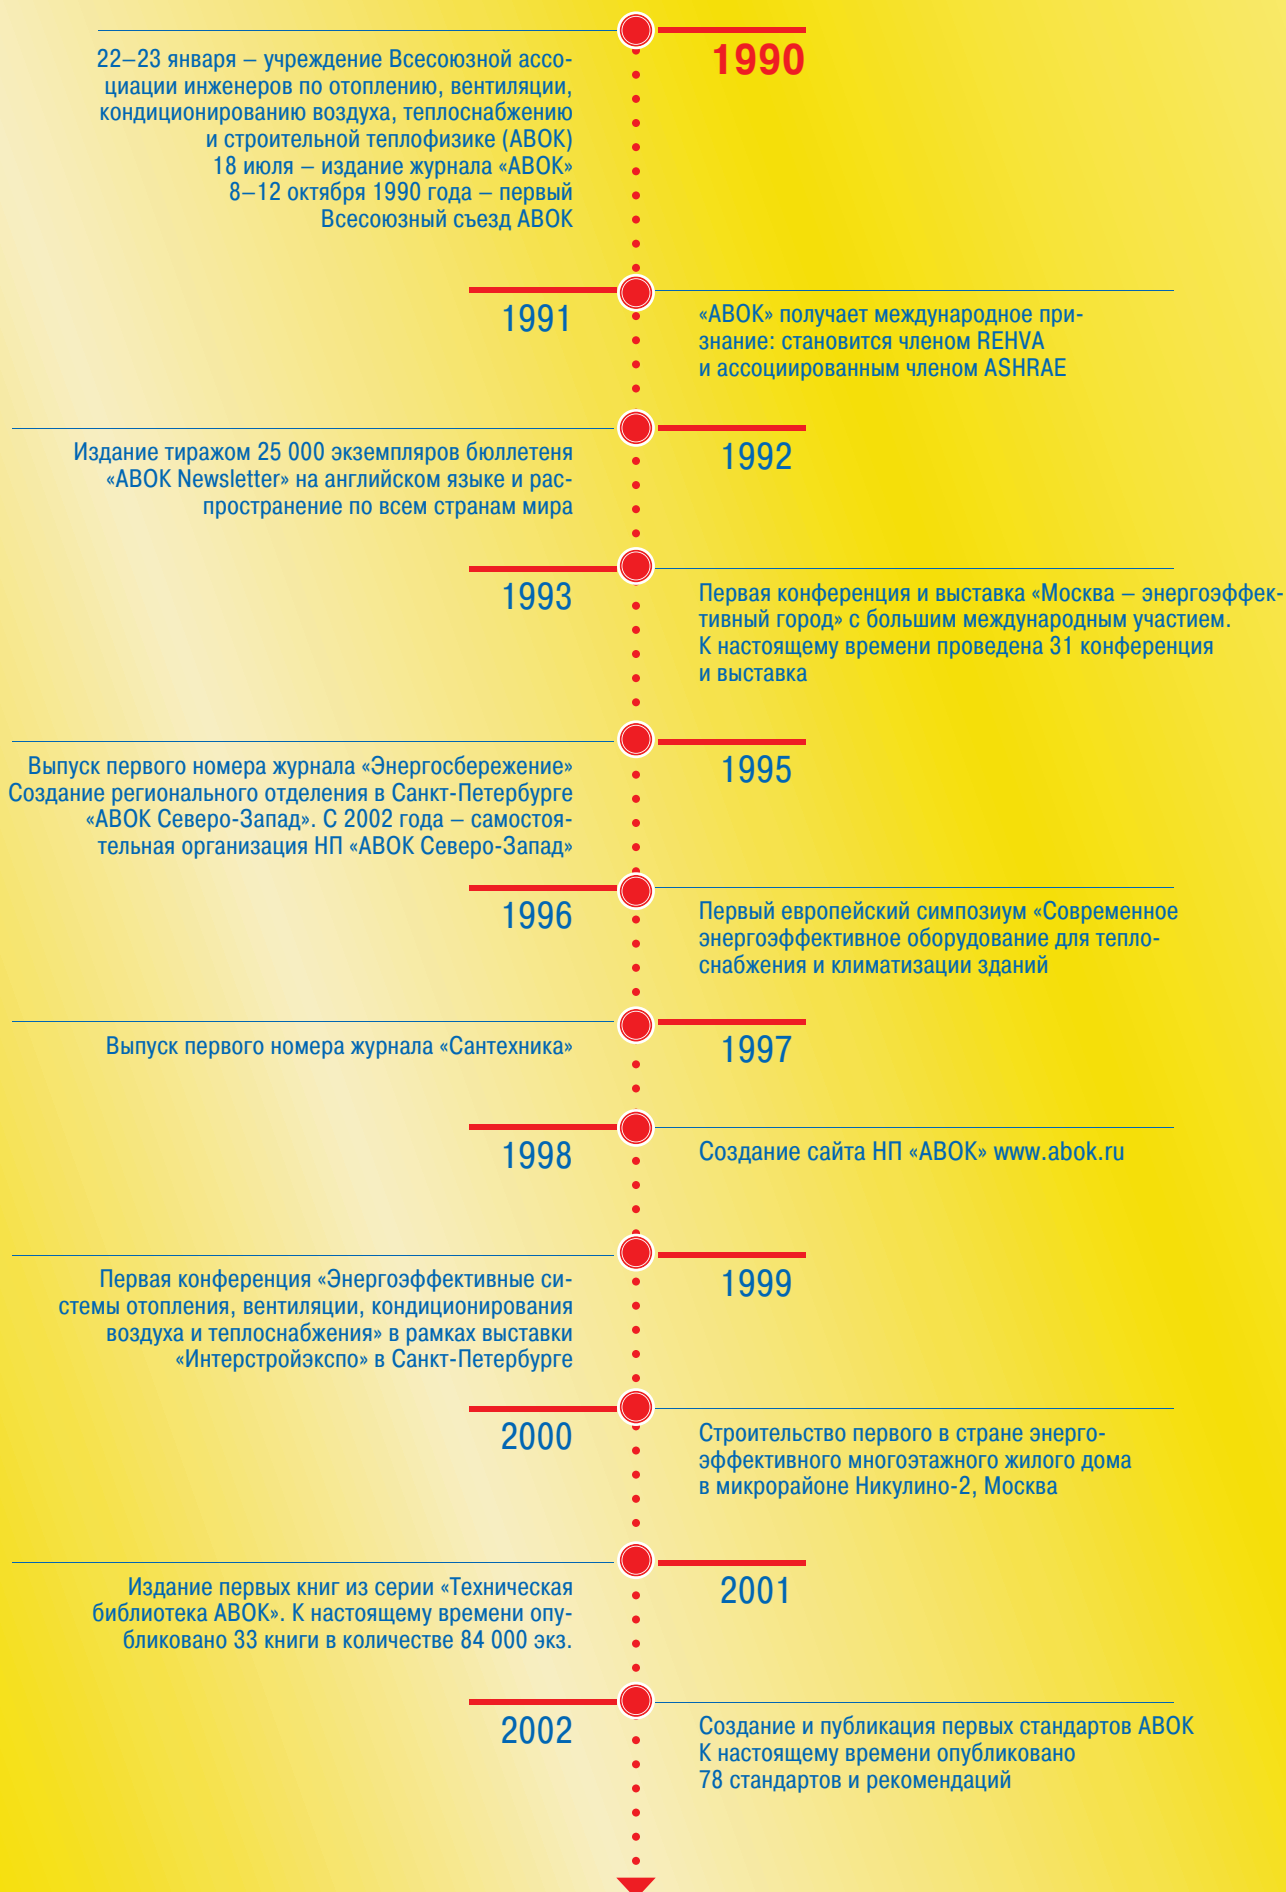 1990
22–23 января – учреждение Всесоюзной ассо-
циации инженеров по отоплению, вентиляции,
кондиционированию воздуха, теплоснабжению
и строительной теплофизике (АВОК)
18 июля – издание журнала «АВОК»
8–12 октября 1990 года – первый
Всесоюзный съезд АВОК
1991
«АВОК» получает международное при-
знание: становится членом REHVA
и ассоциированным членом ASHRAE
1992
Издание тиражом 25 000 экземпляров бюллетеня
«ABOK Newsletter» на английском языке и рас-
пространение по всем странам мира
1993
Первая конференция и выставка «Москва – энергоэффек-
тивный город» с большим международным участием.
К настоящему времени проведена 31 конференция
и выставка
1995
Выпуск первого номера журнала «Энергосбережение»
Создание регионального отделения в Санкт-Петербурге
«АВОК Северо-Запад». С 2002 года – самостоя-
тельная организация НП «АВОК Северо-Запад»
1996
Первый европейский симпозиум «Современное
энергоэффективное оборудование для тепло-
снабжения и климатизации зданий
1997
Выпуск первого номера журнала «Сантехника»
1998
Создание сайта НП «АВОК» www.abok.ru
1999
Первая конференция «Энергоэффективные си-
стемы отопления, вентиляции, кондиционирования
воздуха и теплоснабжения» в рамках выставки
«Интерстройэкспо» в Санкт-Петербурге
2000
Строительство первого в стране энерго-
эффективного многоэтажного жилого дома
в микрорайоне Никулино-2, Москва
2001
Издание первых книг из серии «Техническая
библиотека АВОК». К настоящему времени опу-
бликовано 33 книги в количестве 84 000 экз.
2002
Создание и публикация первых стандартов АВОК
К настоящему времени опубликовано
78 стандартов и рекомендаций